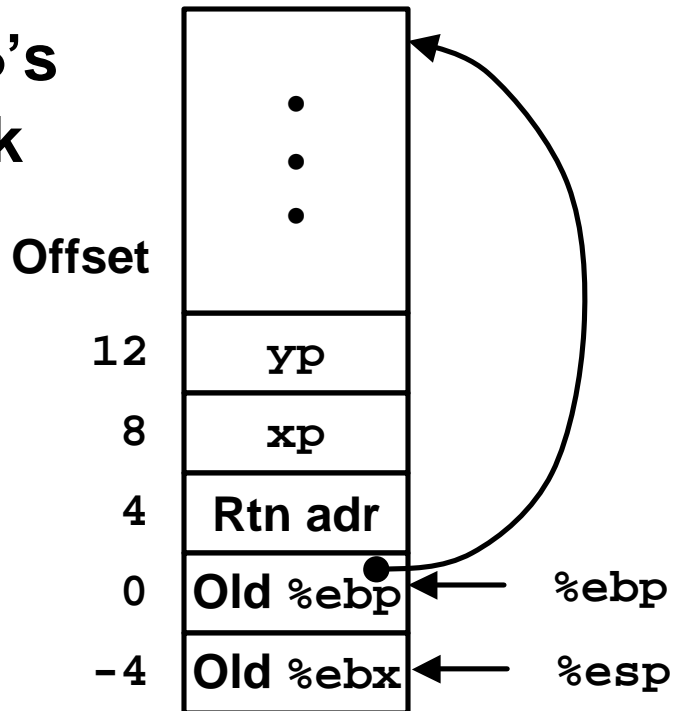 ’s
k
Offset
12 yp
8 xp
4 Rtn adr
0 Old %ebp %ebp
-4 Old %ebx %esp